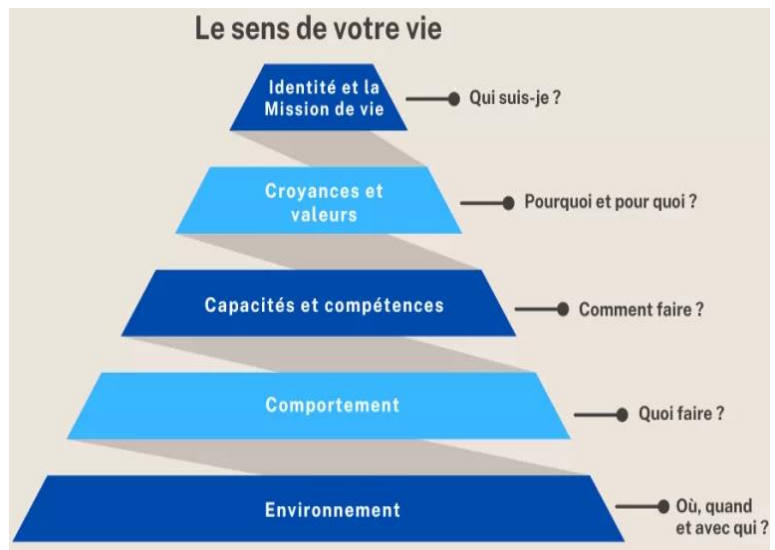 Le sens de votre vie
Identité et la
Mission de vie
Qui suis-je ?
Croyances et
valeurs
Pourquoi et pour quoi ?
Capacités et compétences
Comment faire ?
Comportement
Quoi faire ?
Environnement
Où, quand
et avec qui ?